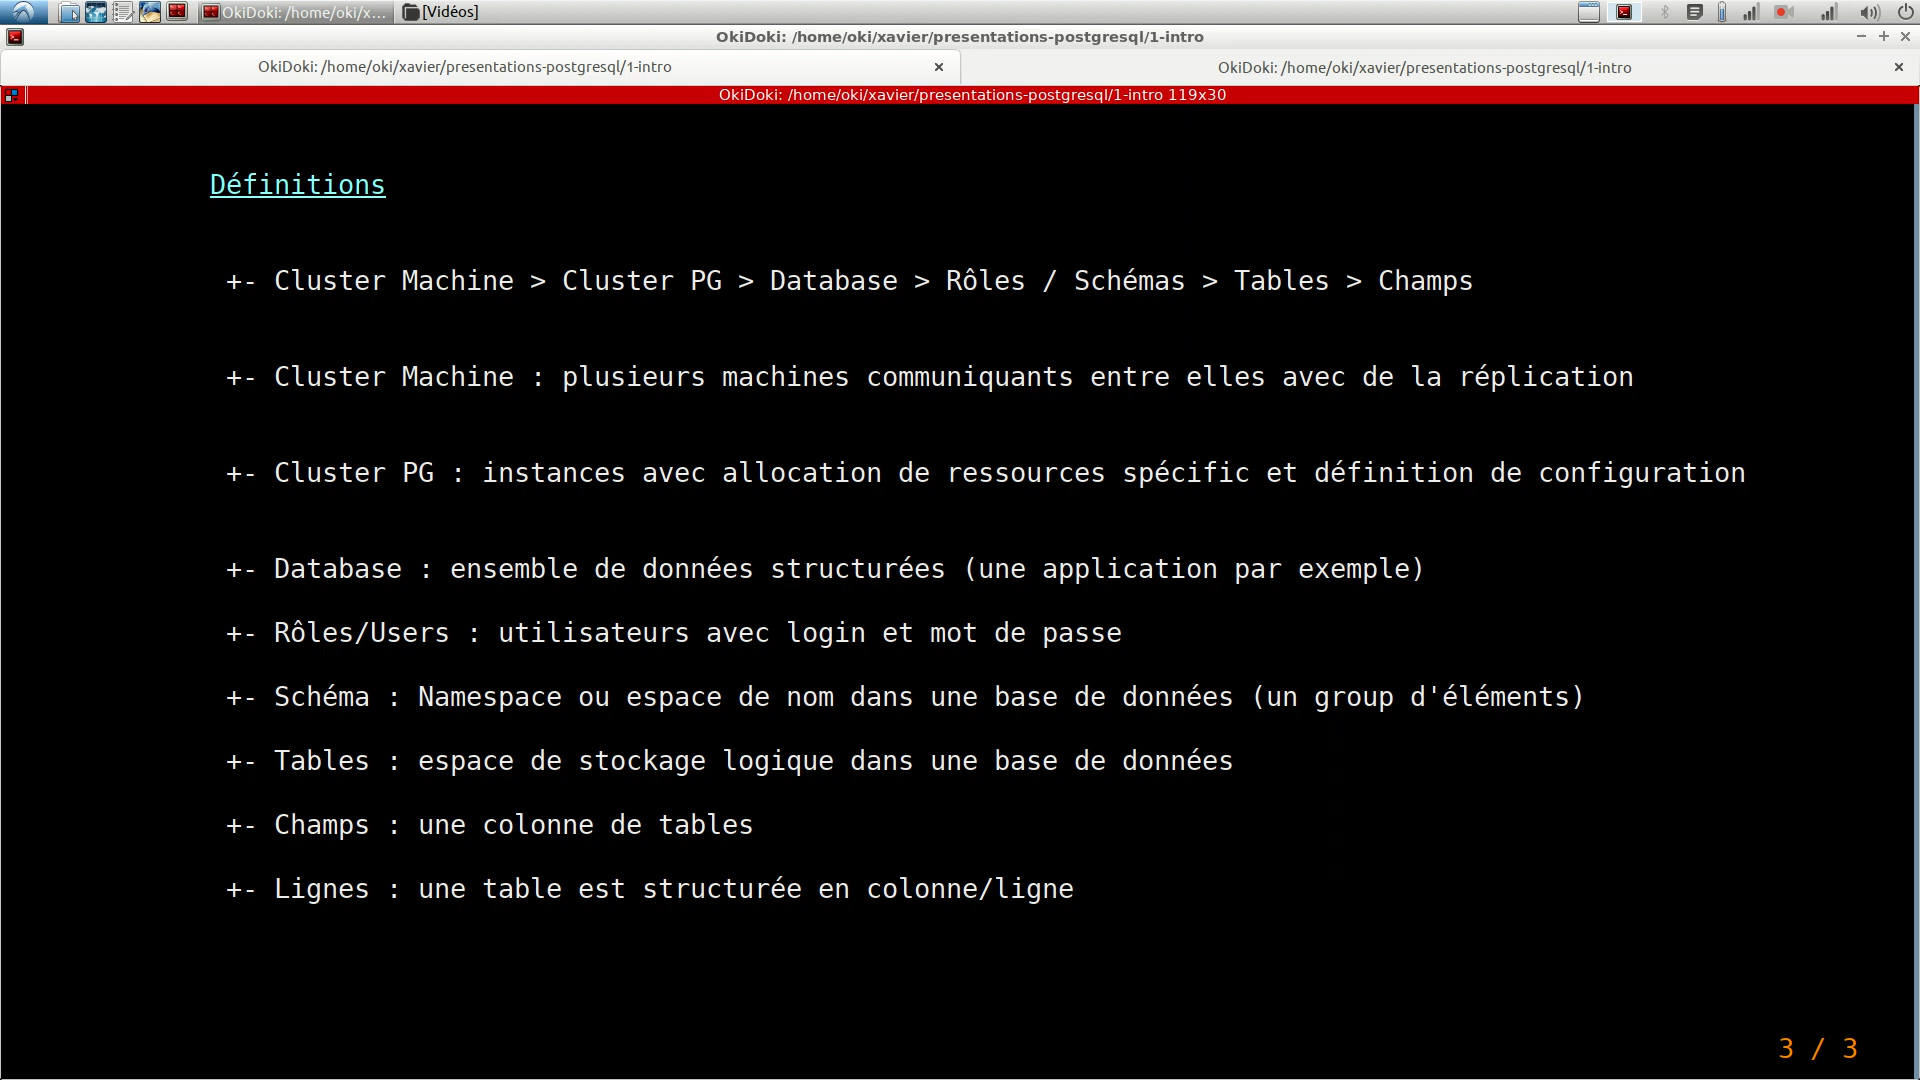 OkiDoki: /home/oki/x...
[Vidéos]
OkiDoki: /home/oki/xavier/presentations-postgresql/1-intro
OkiDoki: /home/oki/xavier/presentations-postgresql/1-intro
OkiDoki: /home/oki/xavier/presentations-postgresql/1-intro
OkiDoki: /home/oki/xavier/presentations-postgresql/1-intro 119x30
Définitions
+- Cluster Machine > Cluster PG > Database > Rôles / Schémas > Tables > Champs
+- Cluster Machine : plusieurs machines communiquants entre elles avec de la réplication
+- Cluster PG : instances avec allocation de ressources spécific et définition de configuration
+- Database : ensemble de données structurées (une application par exemple)
+- Rôles/Users : utilisateurs avec login et mot de passe
+- Schéma : Namespace ou espace de nom dans une base de données (un group d'éléments)
+- Tables : espace de stockage logique dans une base de données
+- Champs : une colonne de tables
+- Lignes : une table est structurée en colonne/ligne
3 / 3